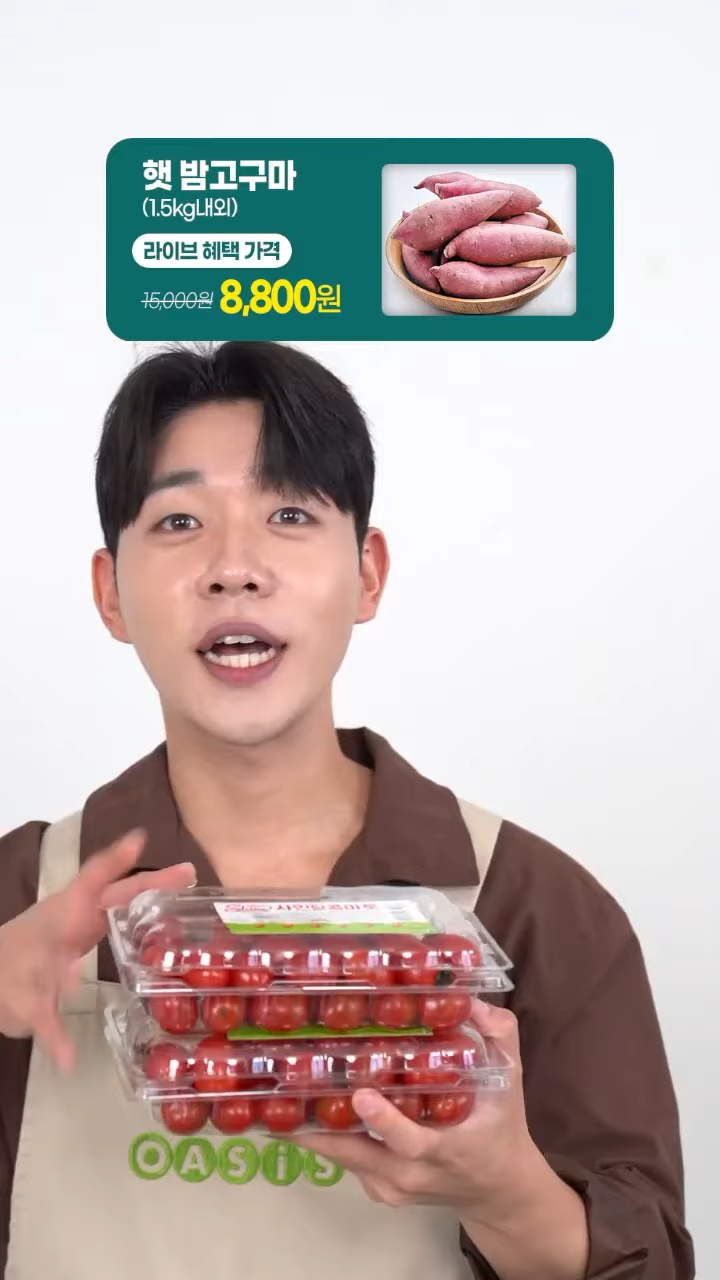 햇 밤고구마
(1.5kg내외)
라이브 혜택 가격
15,000원 8,800원
OASIS